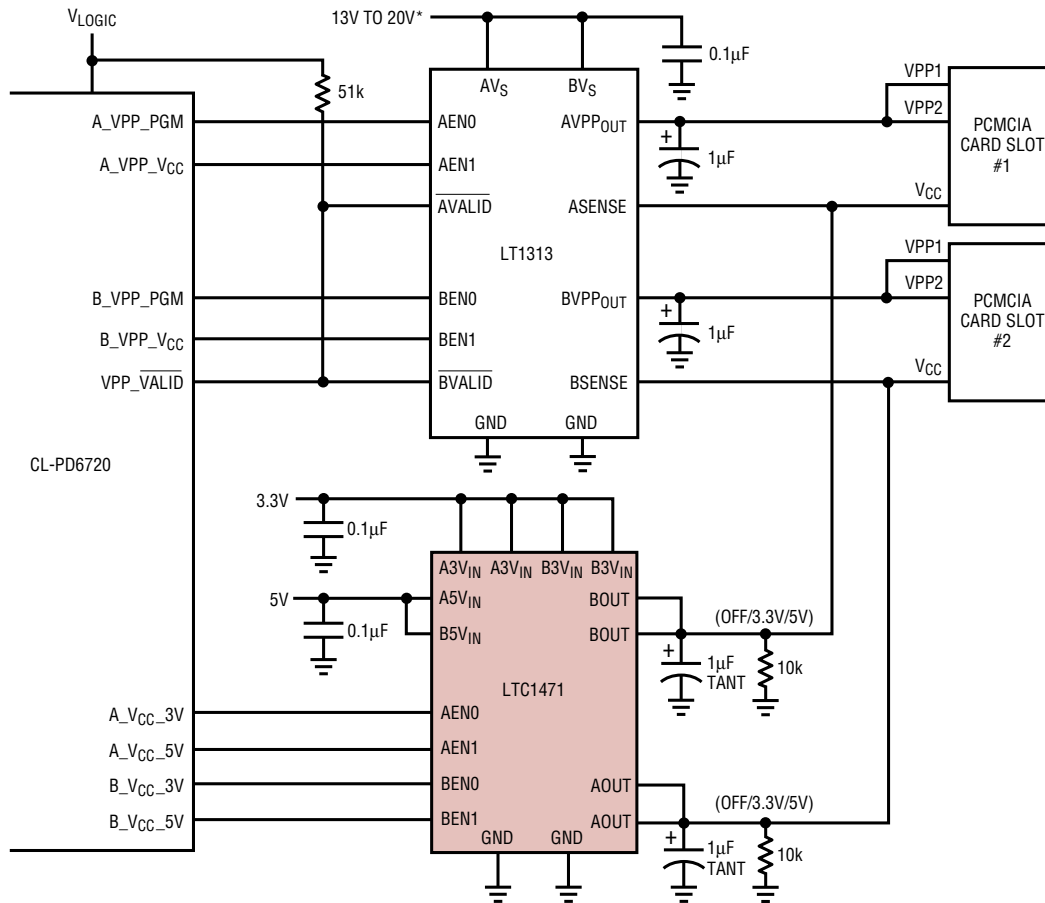 VLOGIC
13V TO 20V*
0.1µF
51k
AVS
BVS
VPP1
VPP2
A_VPP_PGM
AEN0
AVPPOUT
PCMCIA
CARD SLOT
#1
1µF
A_VPP_VCC
AEN1
AVALID
ASENSE
VCC
LT1313
VPP1
VPP2
B_VPP_PGM
BEN0
BVPPOUT
PCMCIA
CARD SLOT
#2
1µF
B_VPP_VCC
BEN1
VPP_VALID
BVALID
BSENSE
VCC
GND
GND
CL-PD6720
3.3V
0.1µF
A3VIN
A3VIN
B3VIN
B3VIN
5V
A5VIN
BOUT
0.1µF
B5VIN
BOUT
(OFF/3.3V/5V)
1µF
TANT
10k
LTC1471
A_VCC_3V
AEN0
A_VCC_5V
AEN1
B_VCC_3V
BEN0
AOUT
(OFF/3.3V/5V)
B_VCC_5V
BEN1
AOUT
GND
GND
1µF
TANT
10k